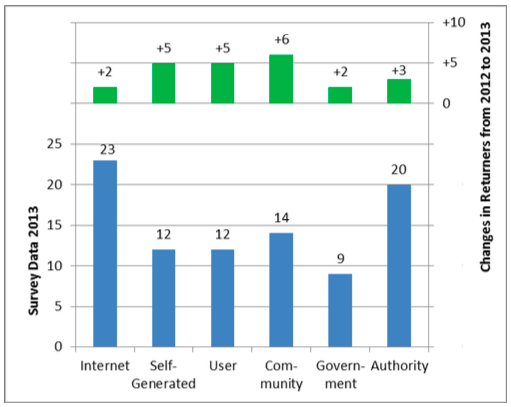 +10
+6
+5 +5 +5
+2 +2 +3
0
Changes in Returners from 2012 to 2013
25
23
20 20
15
14
12 12
10
9
5
0
Survey Data 2013
Internet Self- User Com- Govern- Authority
Generated munity ment